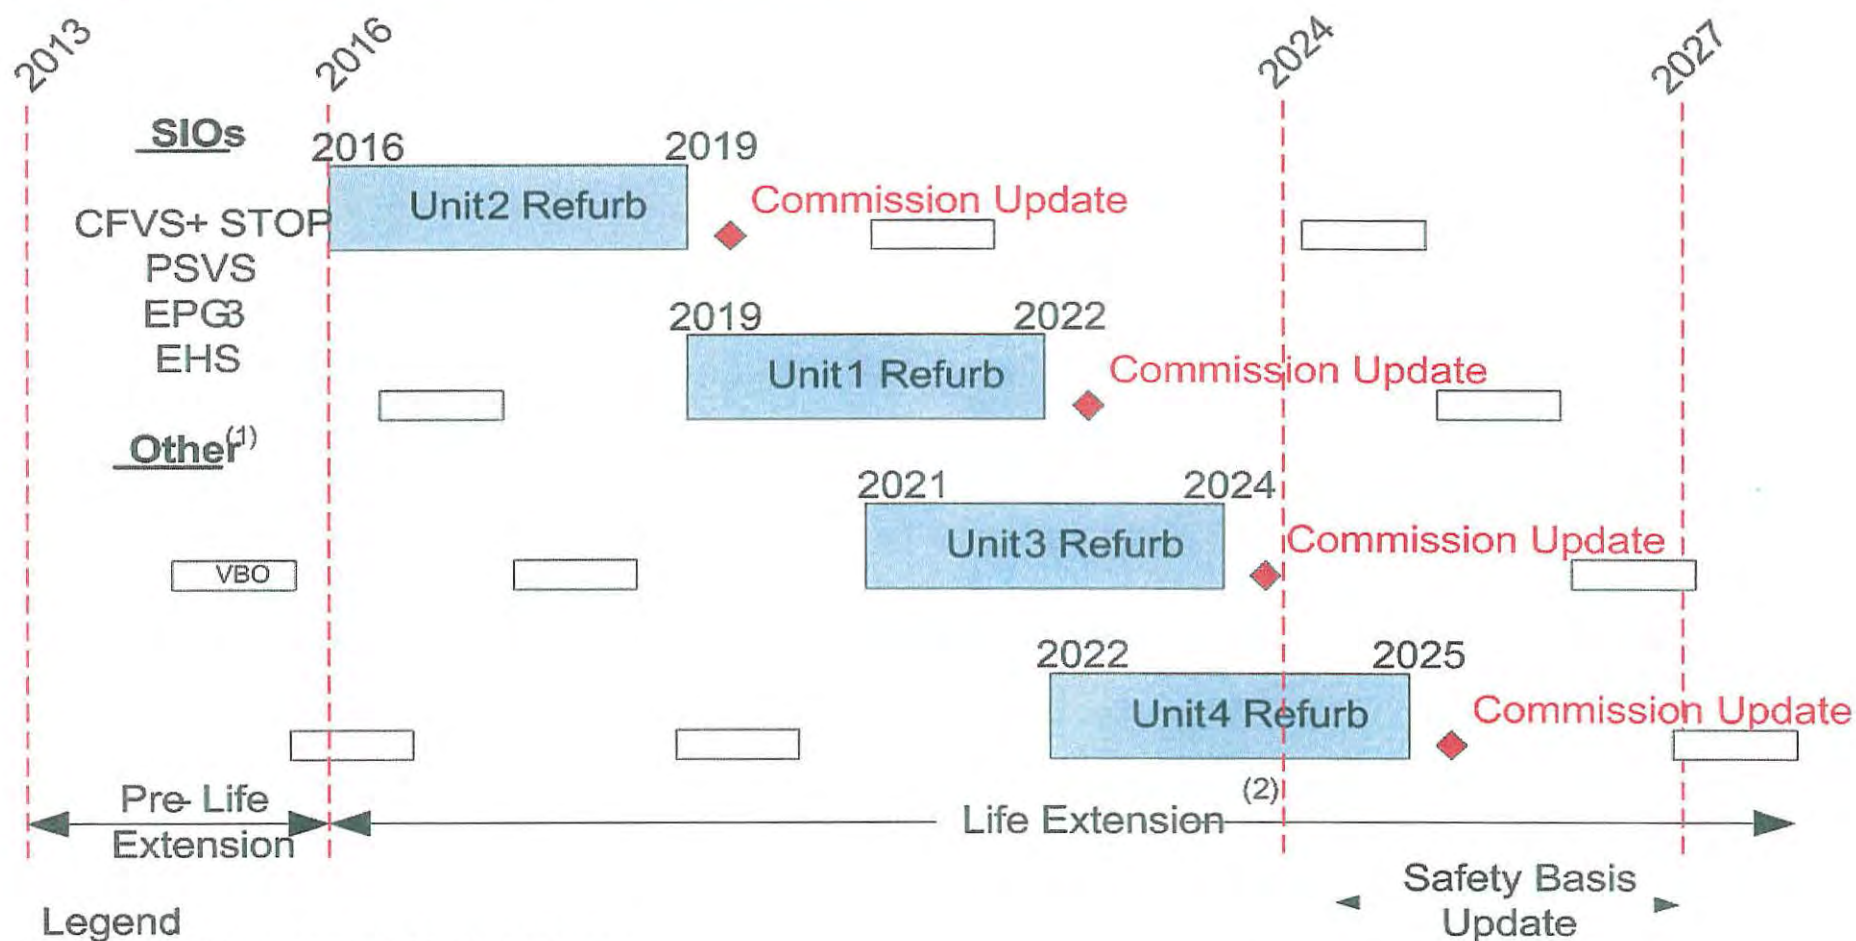 2013
2016
2024
2027
SIOs
2016
2019
Unit2 Refurb
Commission Update
CFVS+ STOP
PSVS
EPG3
EHS
2019
2022
Unit1 Refurb
Commission Update
Other(1)
2021
2024
Unit3 Refurb
Commission Update
VBO
2022
2025
Unit4 Refurb
Commission Update
(2)
Pre-Life
Extension
Life Extension
Safety Basis
Update
Legend